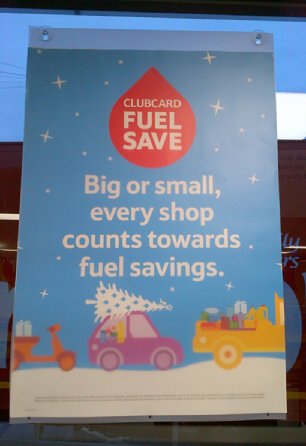 CLUBCARD
FUEL
SAVE
Big or small,
every shop
counts towards
fuel savings.